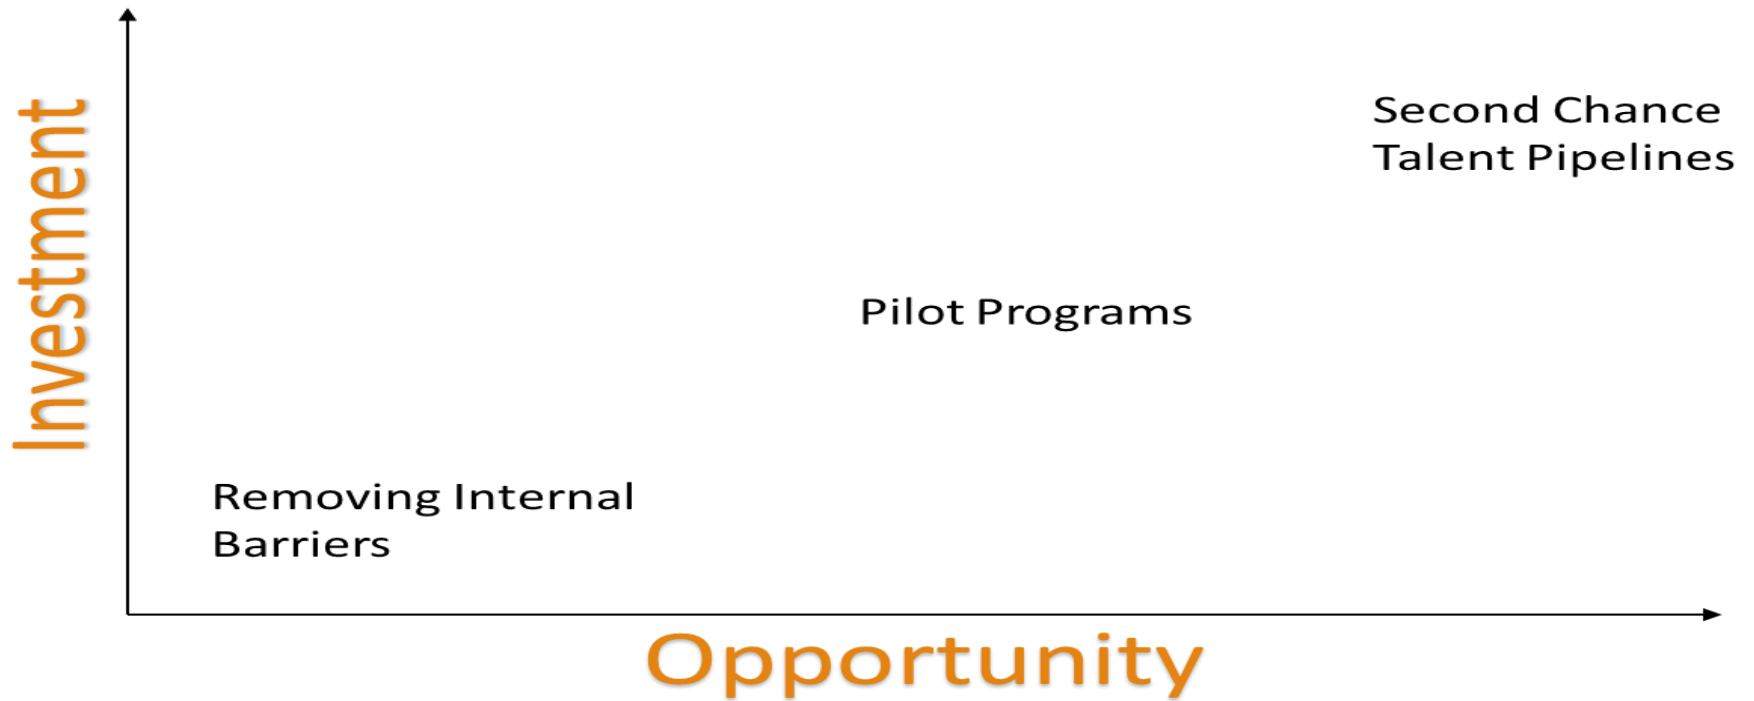 Investment
Second Chance
Talent Pipelines
Pilot Programs
Removing Internal
Barriers
Opportunity